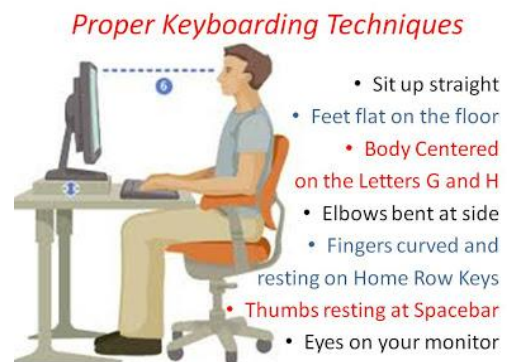 Proper Keyboarding Techniques
6
• Sit up straight
• Feet flat on the floor
• Body Centered
on the Letters G and H
• Elbows bent at side
• Fingers curved and
resting on Home Row Keys
• Thumbs resting at Spacebar
• Eyes on your monitor